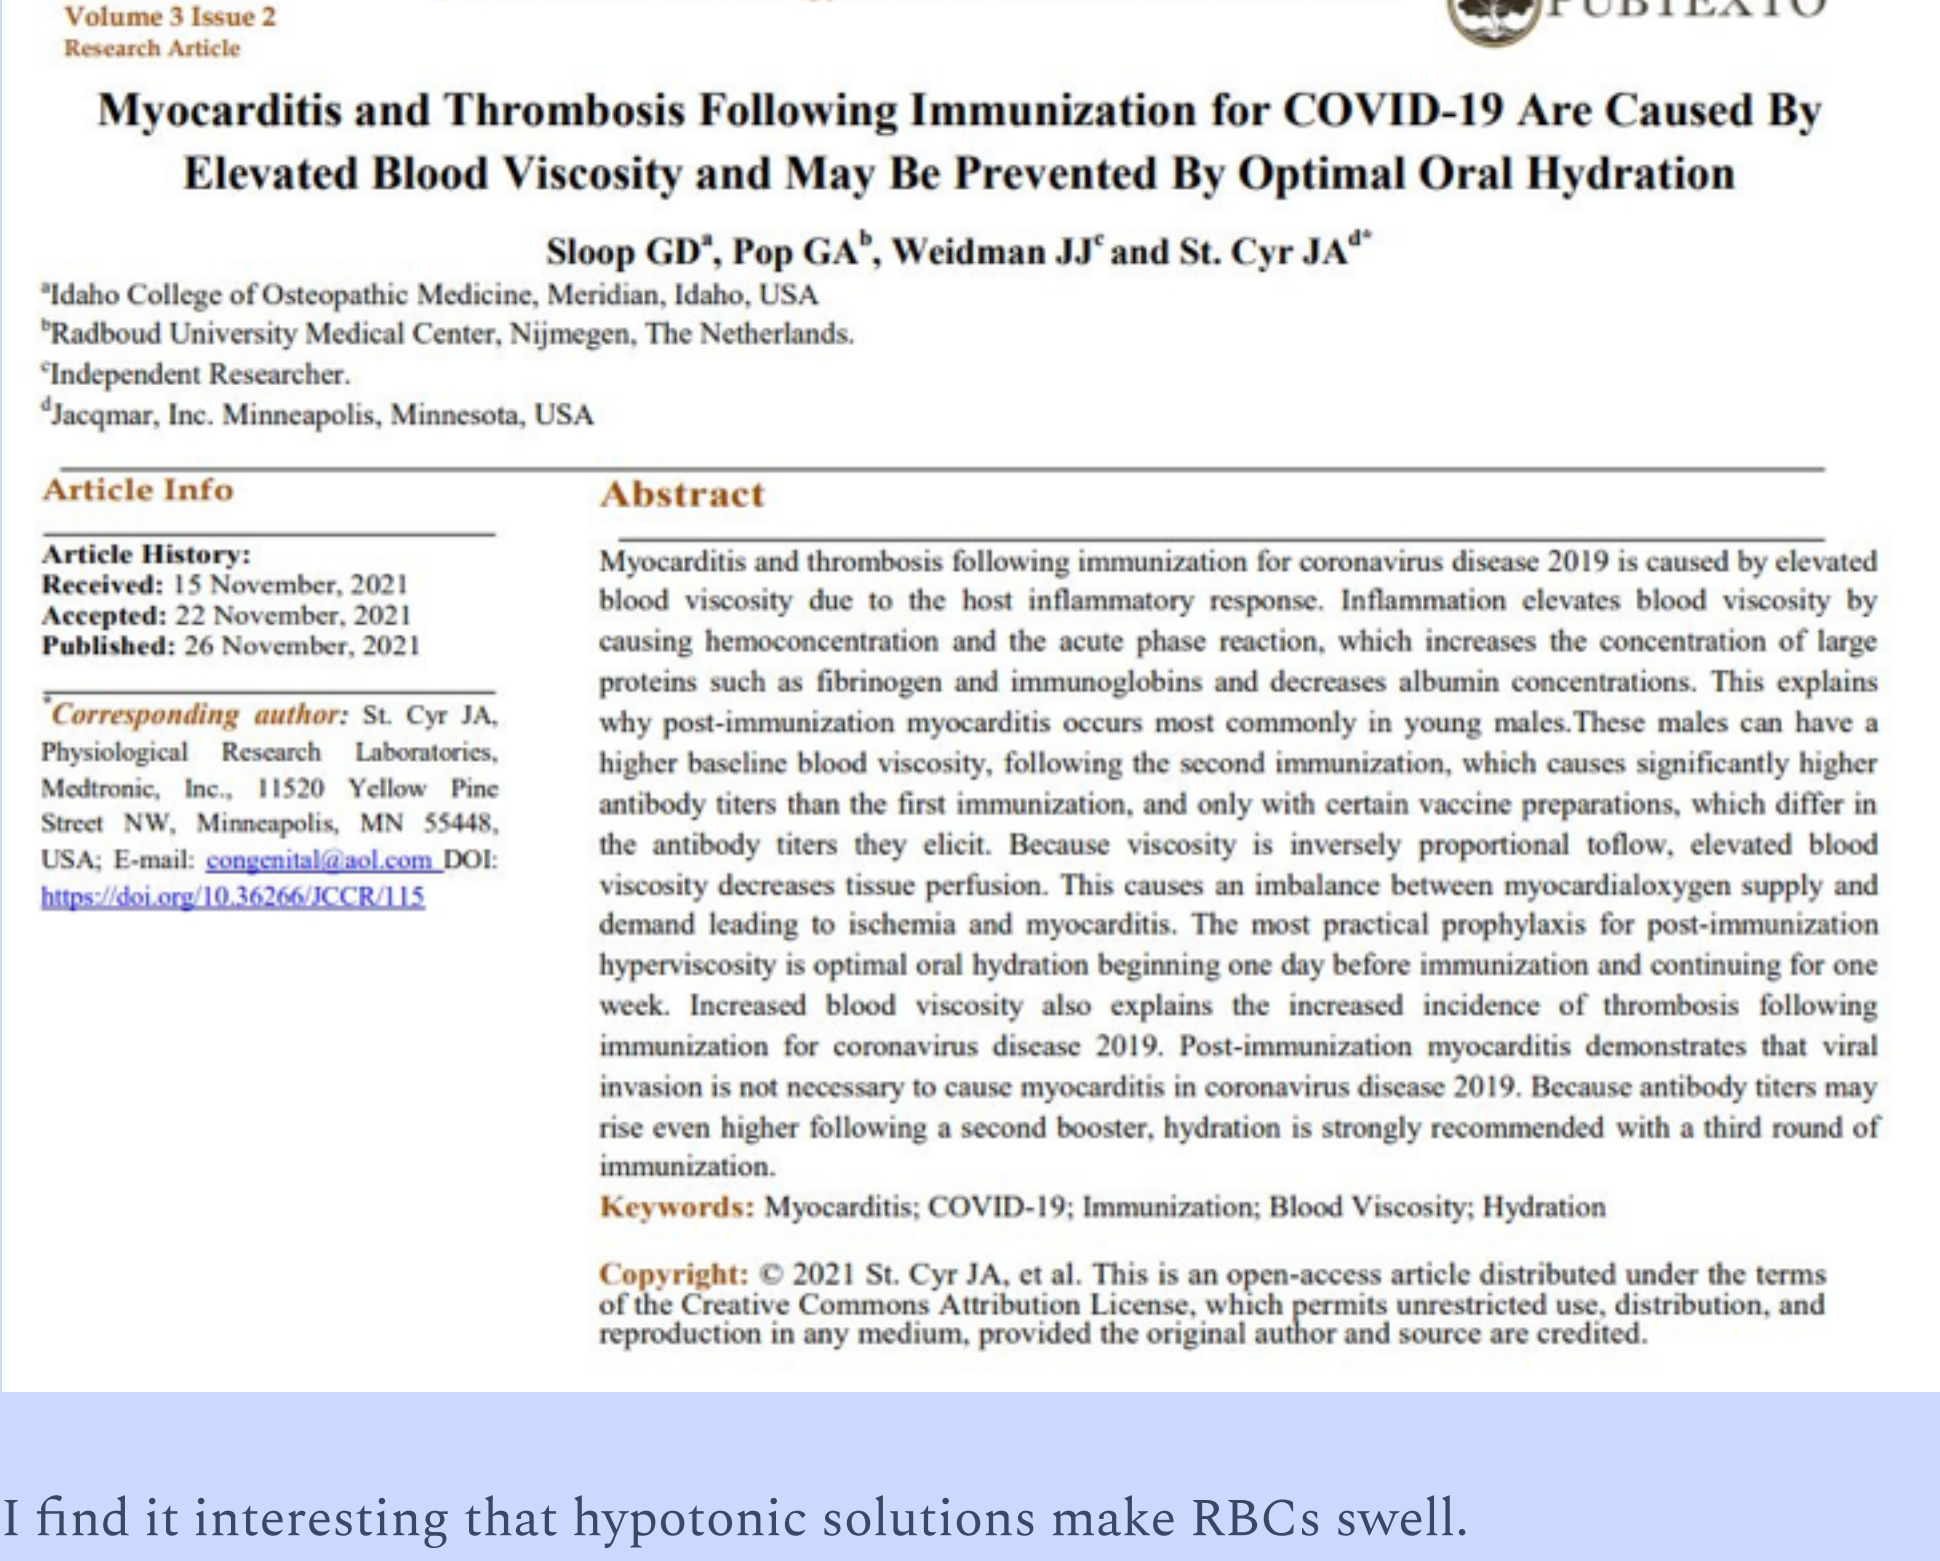 Volume 3 Issue 2
Research Article
PUBTEXTO
Myocarditis and Thrombosis Following Immunization for COVID-19 Are Caused By
Elevated Blood Viscosity and May Be Prevented By Optimal Oral Hydration
Sloop GDa, Pop GAb, Weidman JJc and St. Cyr JAd*
aIdaho College of Osteopathic Medicine, Meridian, Idaho, USA
bRadboud University Medical Center, Nijmegen, The Netherlands.
cIndependent Researcher.
dJacqmar, Inc. Minneapolis, Minnesota, USA
Article Info
Article History:
Received: 15 November, 2021
Accepted: 22 November, 2021
Published: 26 November, 2021
*Corresponding author: St. Cyr JA,
Physiological Research Laboratories,
Medtronic, Inc., 11520 Yellow Pine
Street NW, Minneapolis, MN 55448,
USA; E-mail: congenital@aol.com DOI:
https://doi.org/10.36266/JCCR/115
Abstract
Myocarditis and thrombosis following immunization for coronavirus disease 2019 is caused by elevated
blood viscosity due to the host inflammatory response. Inflammation elevates blood viscosity by
causing hemoconcentration and the acute phase reaction, which increases the concentration of large
proteins such as fibrinogen and immunoglobins and decreases albumin concentrations. This explains
why post-immunization myocarditis occurs most commonly in young males.These males can have a
higher baseline blood viscosity, following the second immunization, which causes significantly higher
antibody titers than the first immunization, and only with certain vaccine preparations, which differ in
the antibody titers they elicit. Because viscosity is inversely proportional toflow, elevated blood
viscosity decreases tissue perfusion. This causes an imbalance between myocardialoxygen supply and
demand leading to ischemia and myocarditis. The most practical prophylaxis for post-immunization
hyperviscosity is optimal oral hydration beginning one day before immunization and continuing for one
week. Increased blood viscosity also explains the increased incidence of thrombosis following
immunization for coronavirus disease 2019. Post-immunization myocarditis demonstrates that viral
invasion is not necessary to cause myocarditis in coronavirus disease 2019. Because antibody titers may
rise even higher following a second booster, hydration is strongly recommended with a third round of
immunization.
Keywords: Myocarditis; COVID-19; Immunization; Blood Viscosity; Hydration
Copyright: © 2021 St. Cyr JA, et al. This is an open-access article distributed under the terms
of the Creative Commons Attribution License, which permits unrestricted use, distribution, and
reproduction in any medium, provided the original author and source are credited.
I find it interesting that hypotonic solutions make RBCs swell.